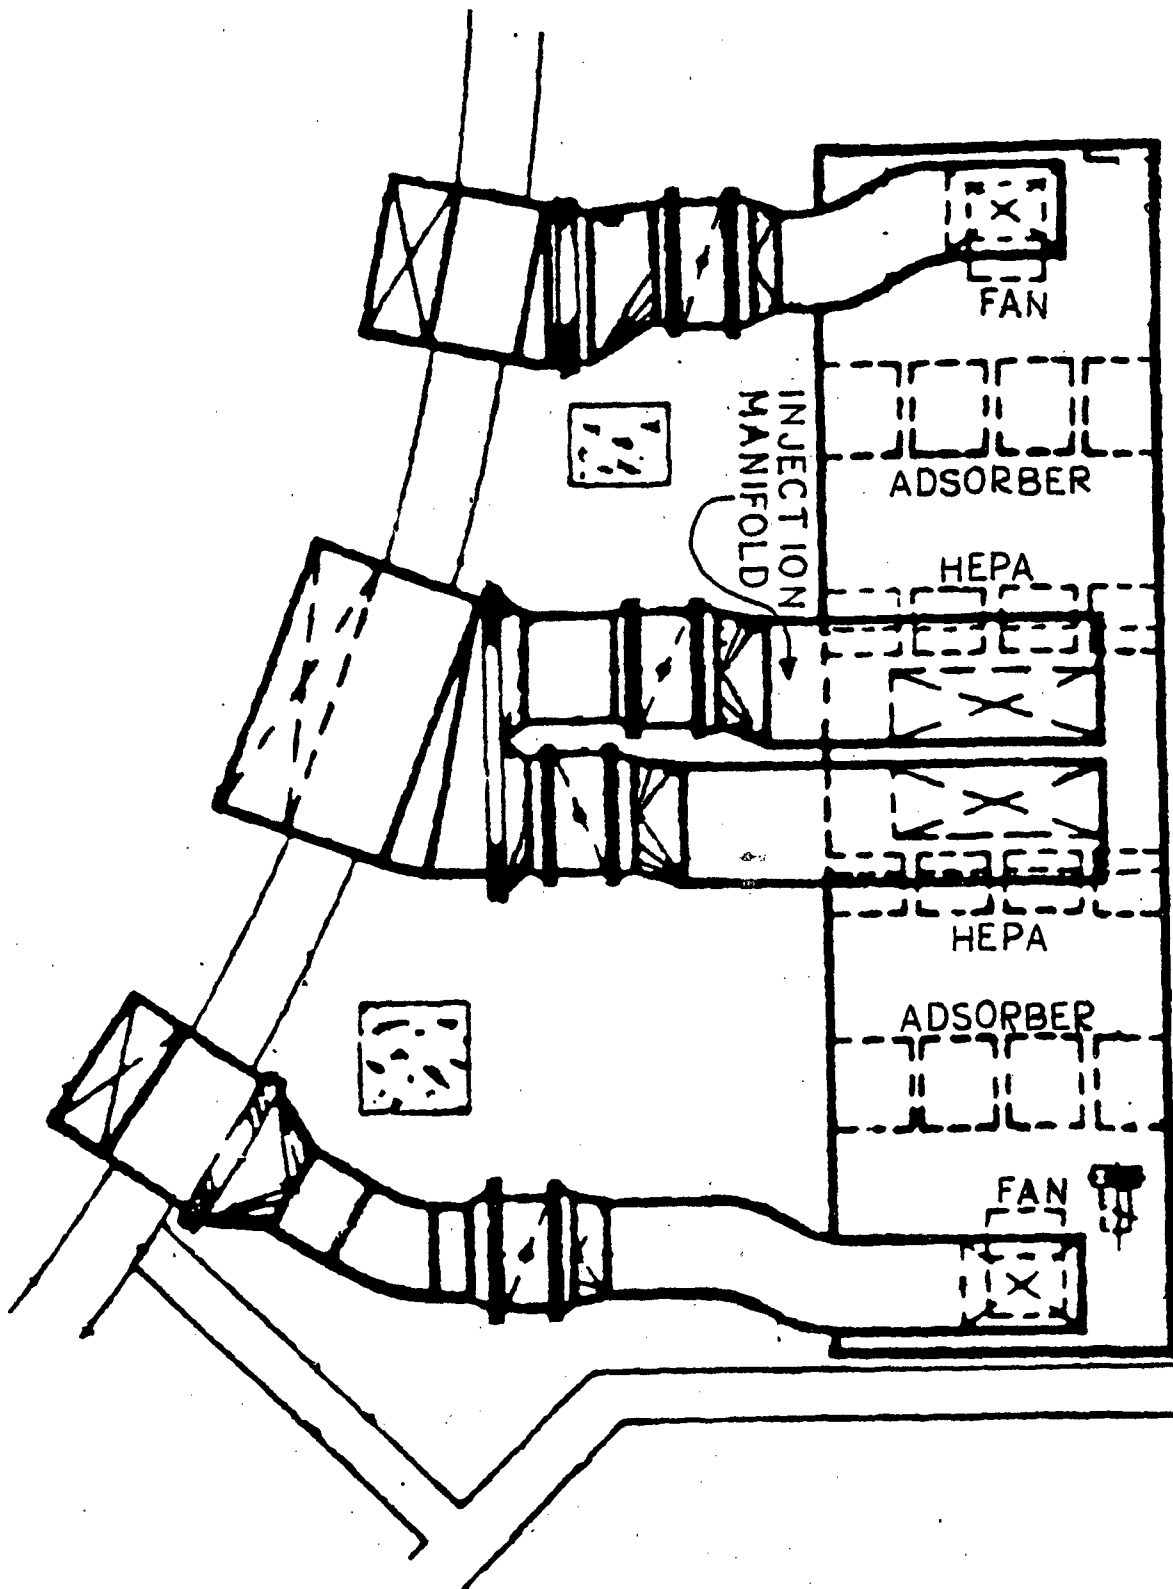 FAN
INJECTION
MANIFOLD
ADSORBER
HEPA
HEPA
ADSORBER
FAN